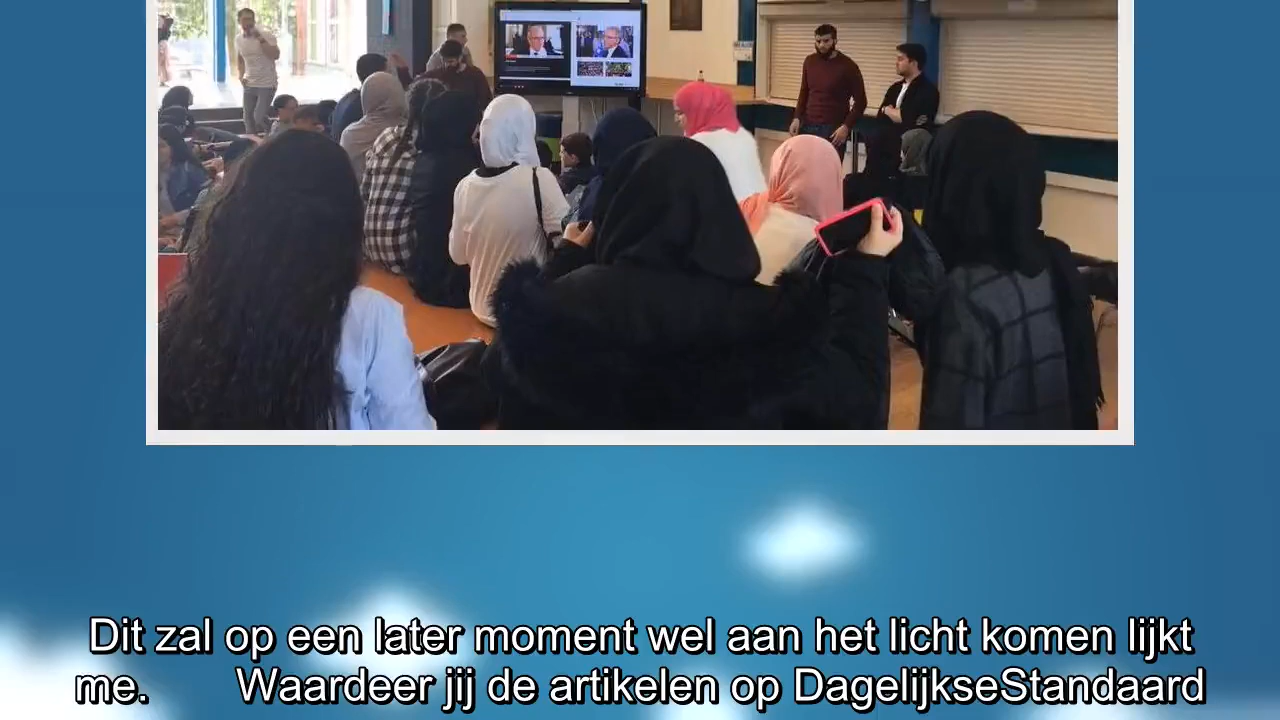 Dit zal op een later moment wel aan het licht komen lijkt
me. Waardeer jij de artikelen op DagelijkseStandaard